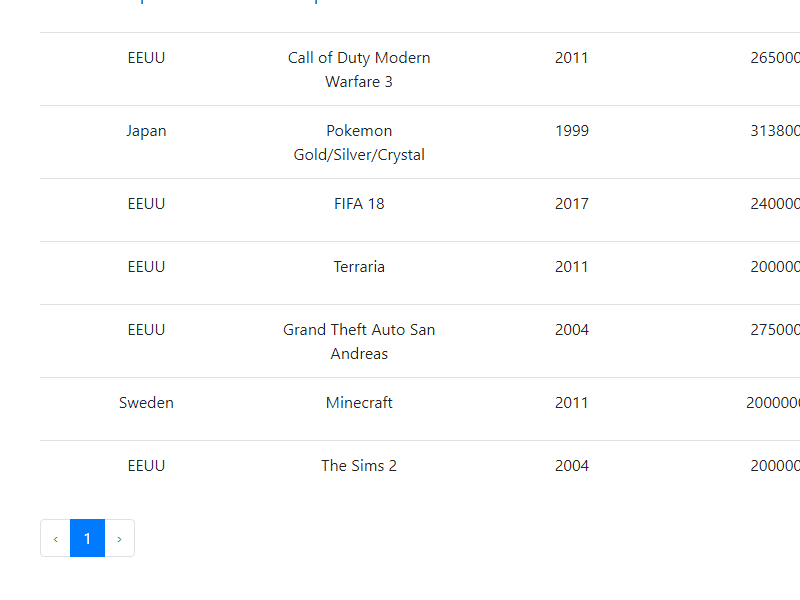 EEUU Call of Duty Modern Warfare 3 2011 265000
Japan Pokemon Gold/Silver/Crystal 1999 313800
EEUU FIFA 18 2017 240000
EEUU Terraria 2011 200000
EEUU Grand Theft Auto San Andreas 2004 275000
Sweden Minecraft 2011 2000000
EEUU The Sims 2 2004 200000
‹ 1 ›